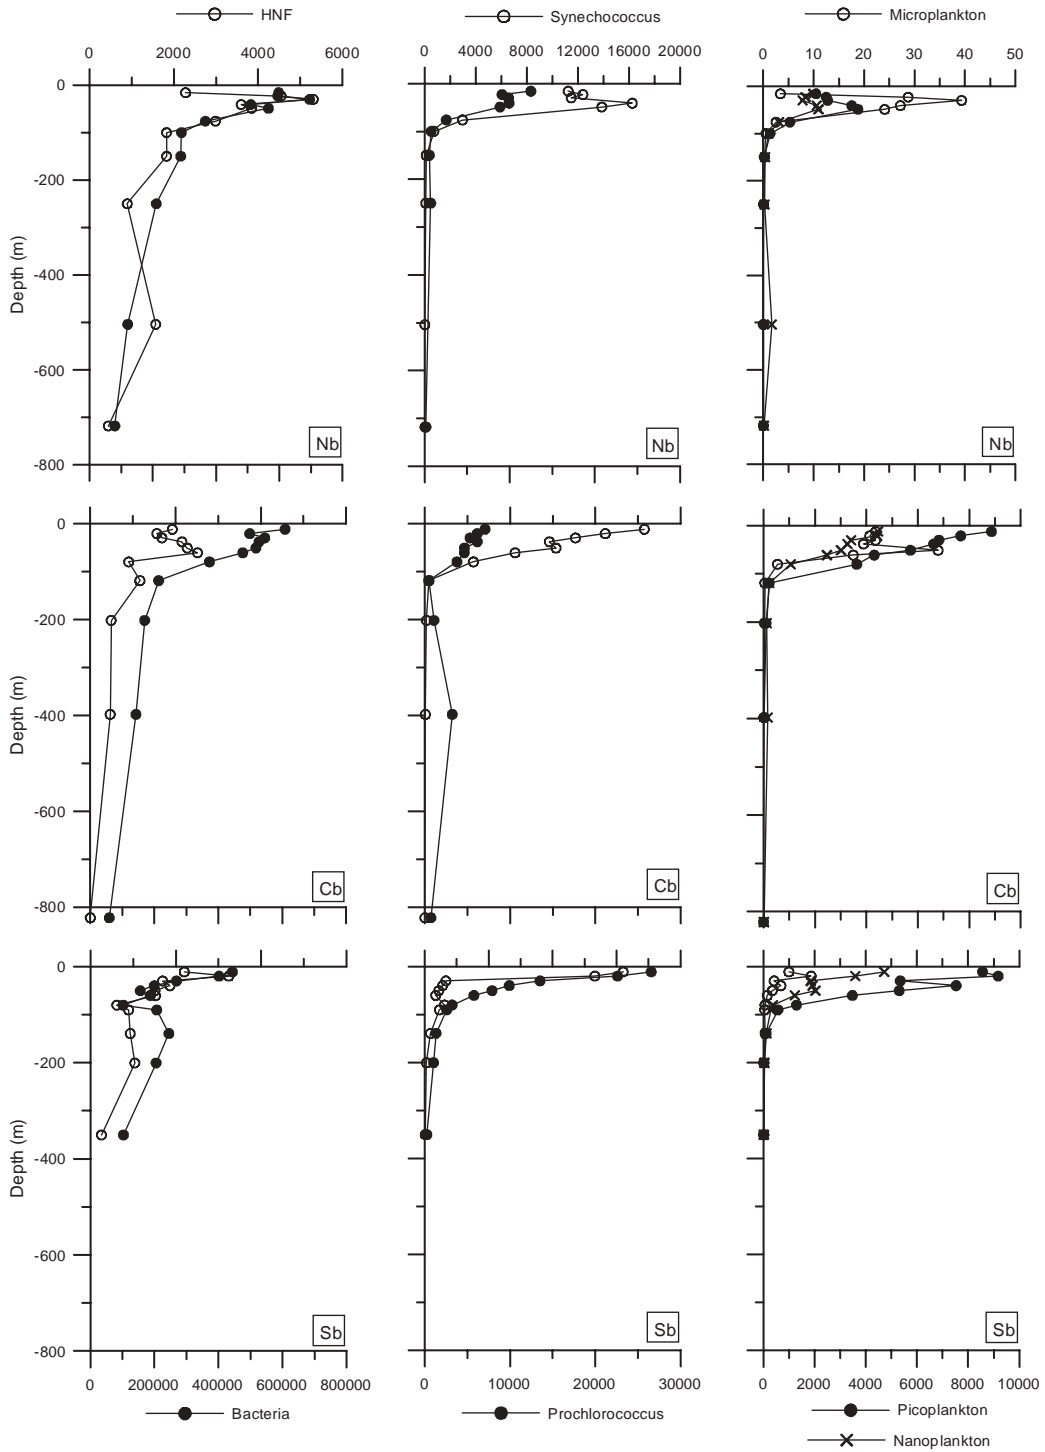 HNF Synechococcus Microplankton
0 2000 4000 6000 0 4000 8000 12000 16000 20000 0 10 20 30 40 50
0
-200
Depth (m)
-400
-600
-800
Nb Nb Nb
0
-200
Depth (m)
-400
-600
-800
Cb Cb Cb
0
-200
Depth (m)
-400
-600
-800
Sb Sb Sb
0 200000 400000 600000 800000 0 10000 20000 30000 0 2000 4000 6000 8000 10000
Bacteria Prochlorococcus Picoplankton
Nanoplankton